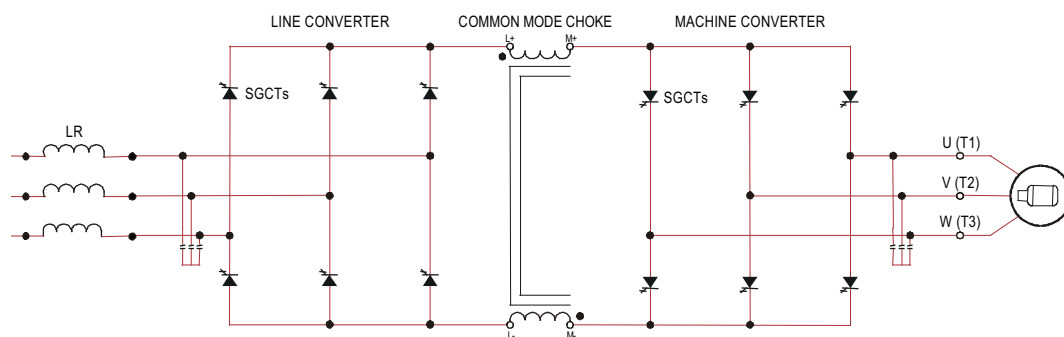 LINE CONVERTER
COMMON MODE CHOKE
MACHINE CONVERTER
L+
M+
SGCTs
SGCTs
LR
U (T1)
V (T2)
W (T3)
L-
M-